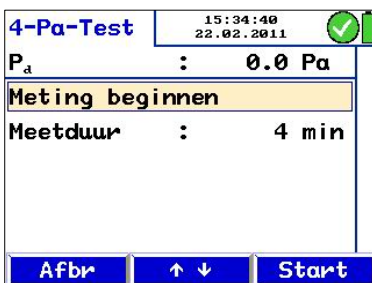 4-Pa-Test
15:34:40
22.02.2011
Pd : 0.0 Pa
Meting beginnen
Meetduur : 4 min
Afbr ↑ ↓ Start